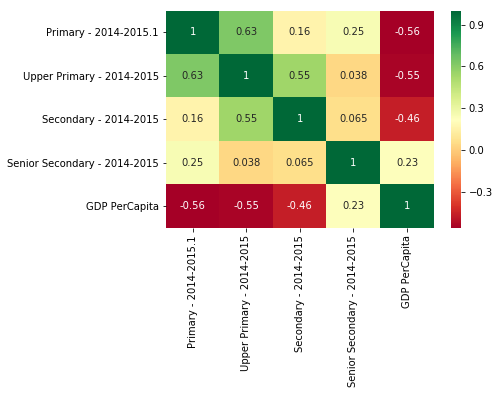 Primary - 2014-2015.1 1 0.63 0.16 0.25 -0.56
Upper Primary - 2014-2015 0.63 1 0.55 0.038 -0.55
Secondary - 2014-2015 0.16 0.55 1 0.065 -0.46
Senior Secondary - 2014-2015 0.25 0.038 0.065 1 0.23
GDP PerCapita -0.56 -0.55 -0.46 0.23 1
Primary - 2014-2015.1
Upper Primary - 2014-2015
Secondary - 2014-2015
Senior Secondary - 2014-2015
GDP PerCapita
0.9
0.6
0.3
0.0
−0.3